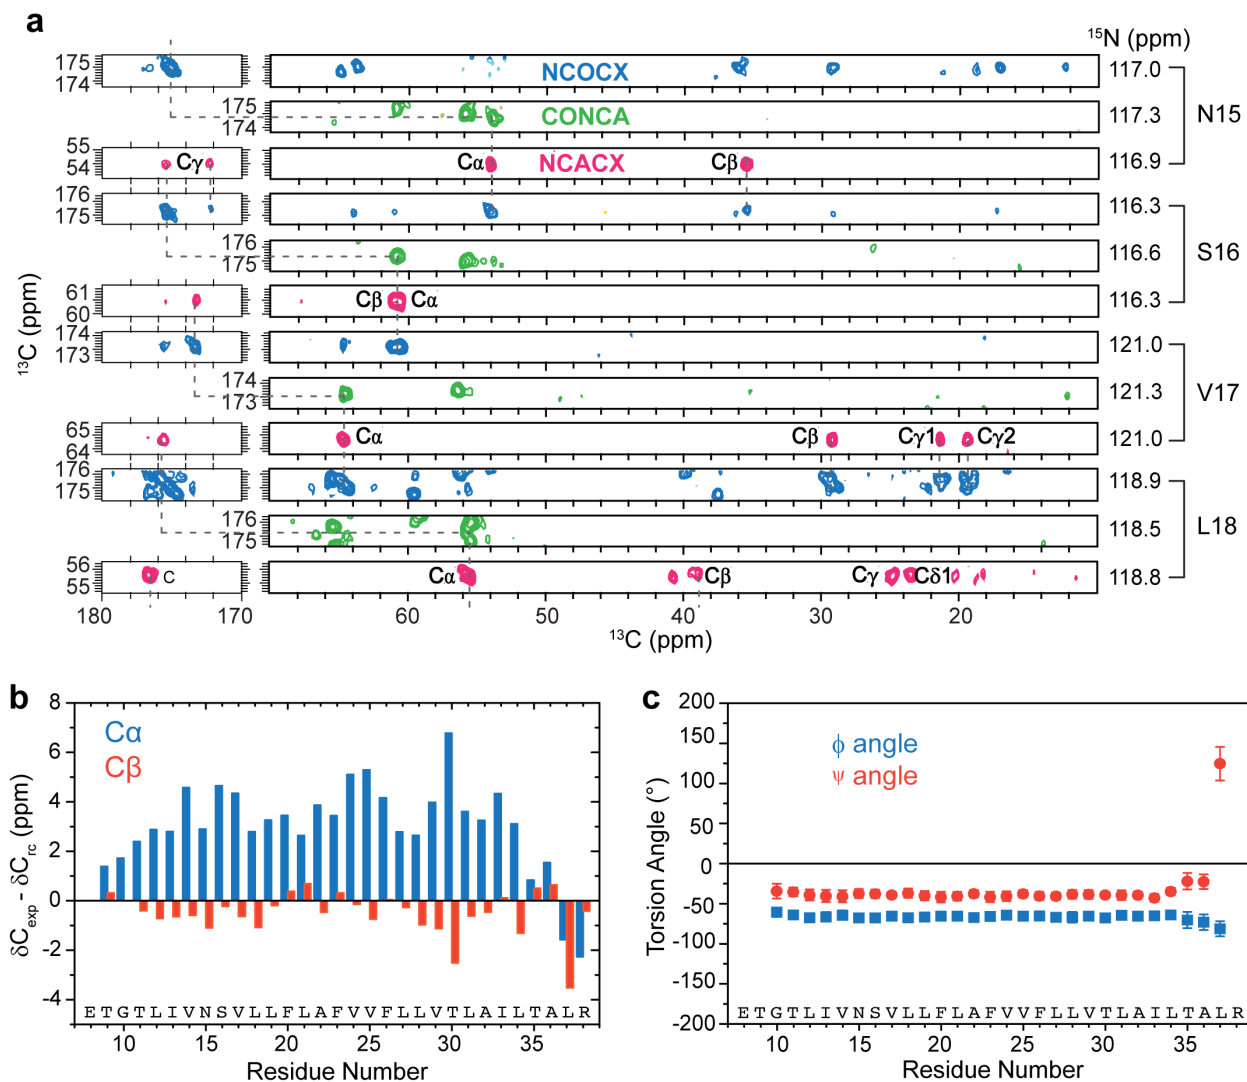 a
¹⁵N (ppm)
175
174
NCOCX
117.0
175
174
CONCA
117.3
N15
55
54
Cγ
Cα
NCACX
Cβ
116.9
176
175
116.3
176
175
116.6
S16
61
60
Cβ
Cα
116.3
¹³C (ppm)
174
173
121.0
174
173
121.3
V17
65
64
Cα
Cβ
Cγ1
Cγ2
121.0
176
175
118.9
176
175
118.5
L18
56
55
C
Cα
Cβ
Cγ
Cδ1
118.8
180 170 60 50 40 30 20
¹³C (ppm)
b
8
6
4
2
0
-2
-4
Cα
Cβ
δCexp - δCrc (ppm)
E T G T L I V N S V L L F L A F V V F L L V T L A I L T A L R
10 15 20 25 30 35
Residue Number
c
200
100
50
0
-50
-100
-150
-200
ϕ angle
ψ angle
Torsion Angle (°)
E T G T L I V N S V L L F L A F V V F L L V T L A I L T A L R
10 15 20 25 30 35
Residue Number